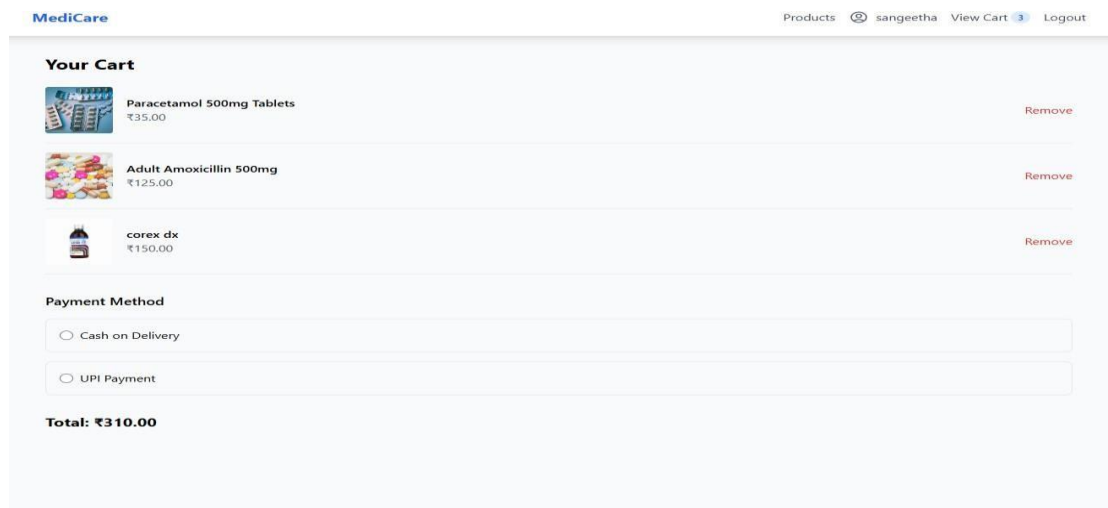 MediCare
Products sangeetha View Cart 3 Logout
Your Cart
Paracetamol 500mg Tablets
₹35.00
Remove
Adult Amoxicillin 500mg
₹125.00
Remove
corex dx
₹150.00
Remove
Payment Method
Cash on Delivery
UPI Payment
Total: ₹310.00